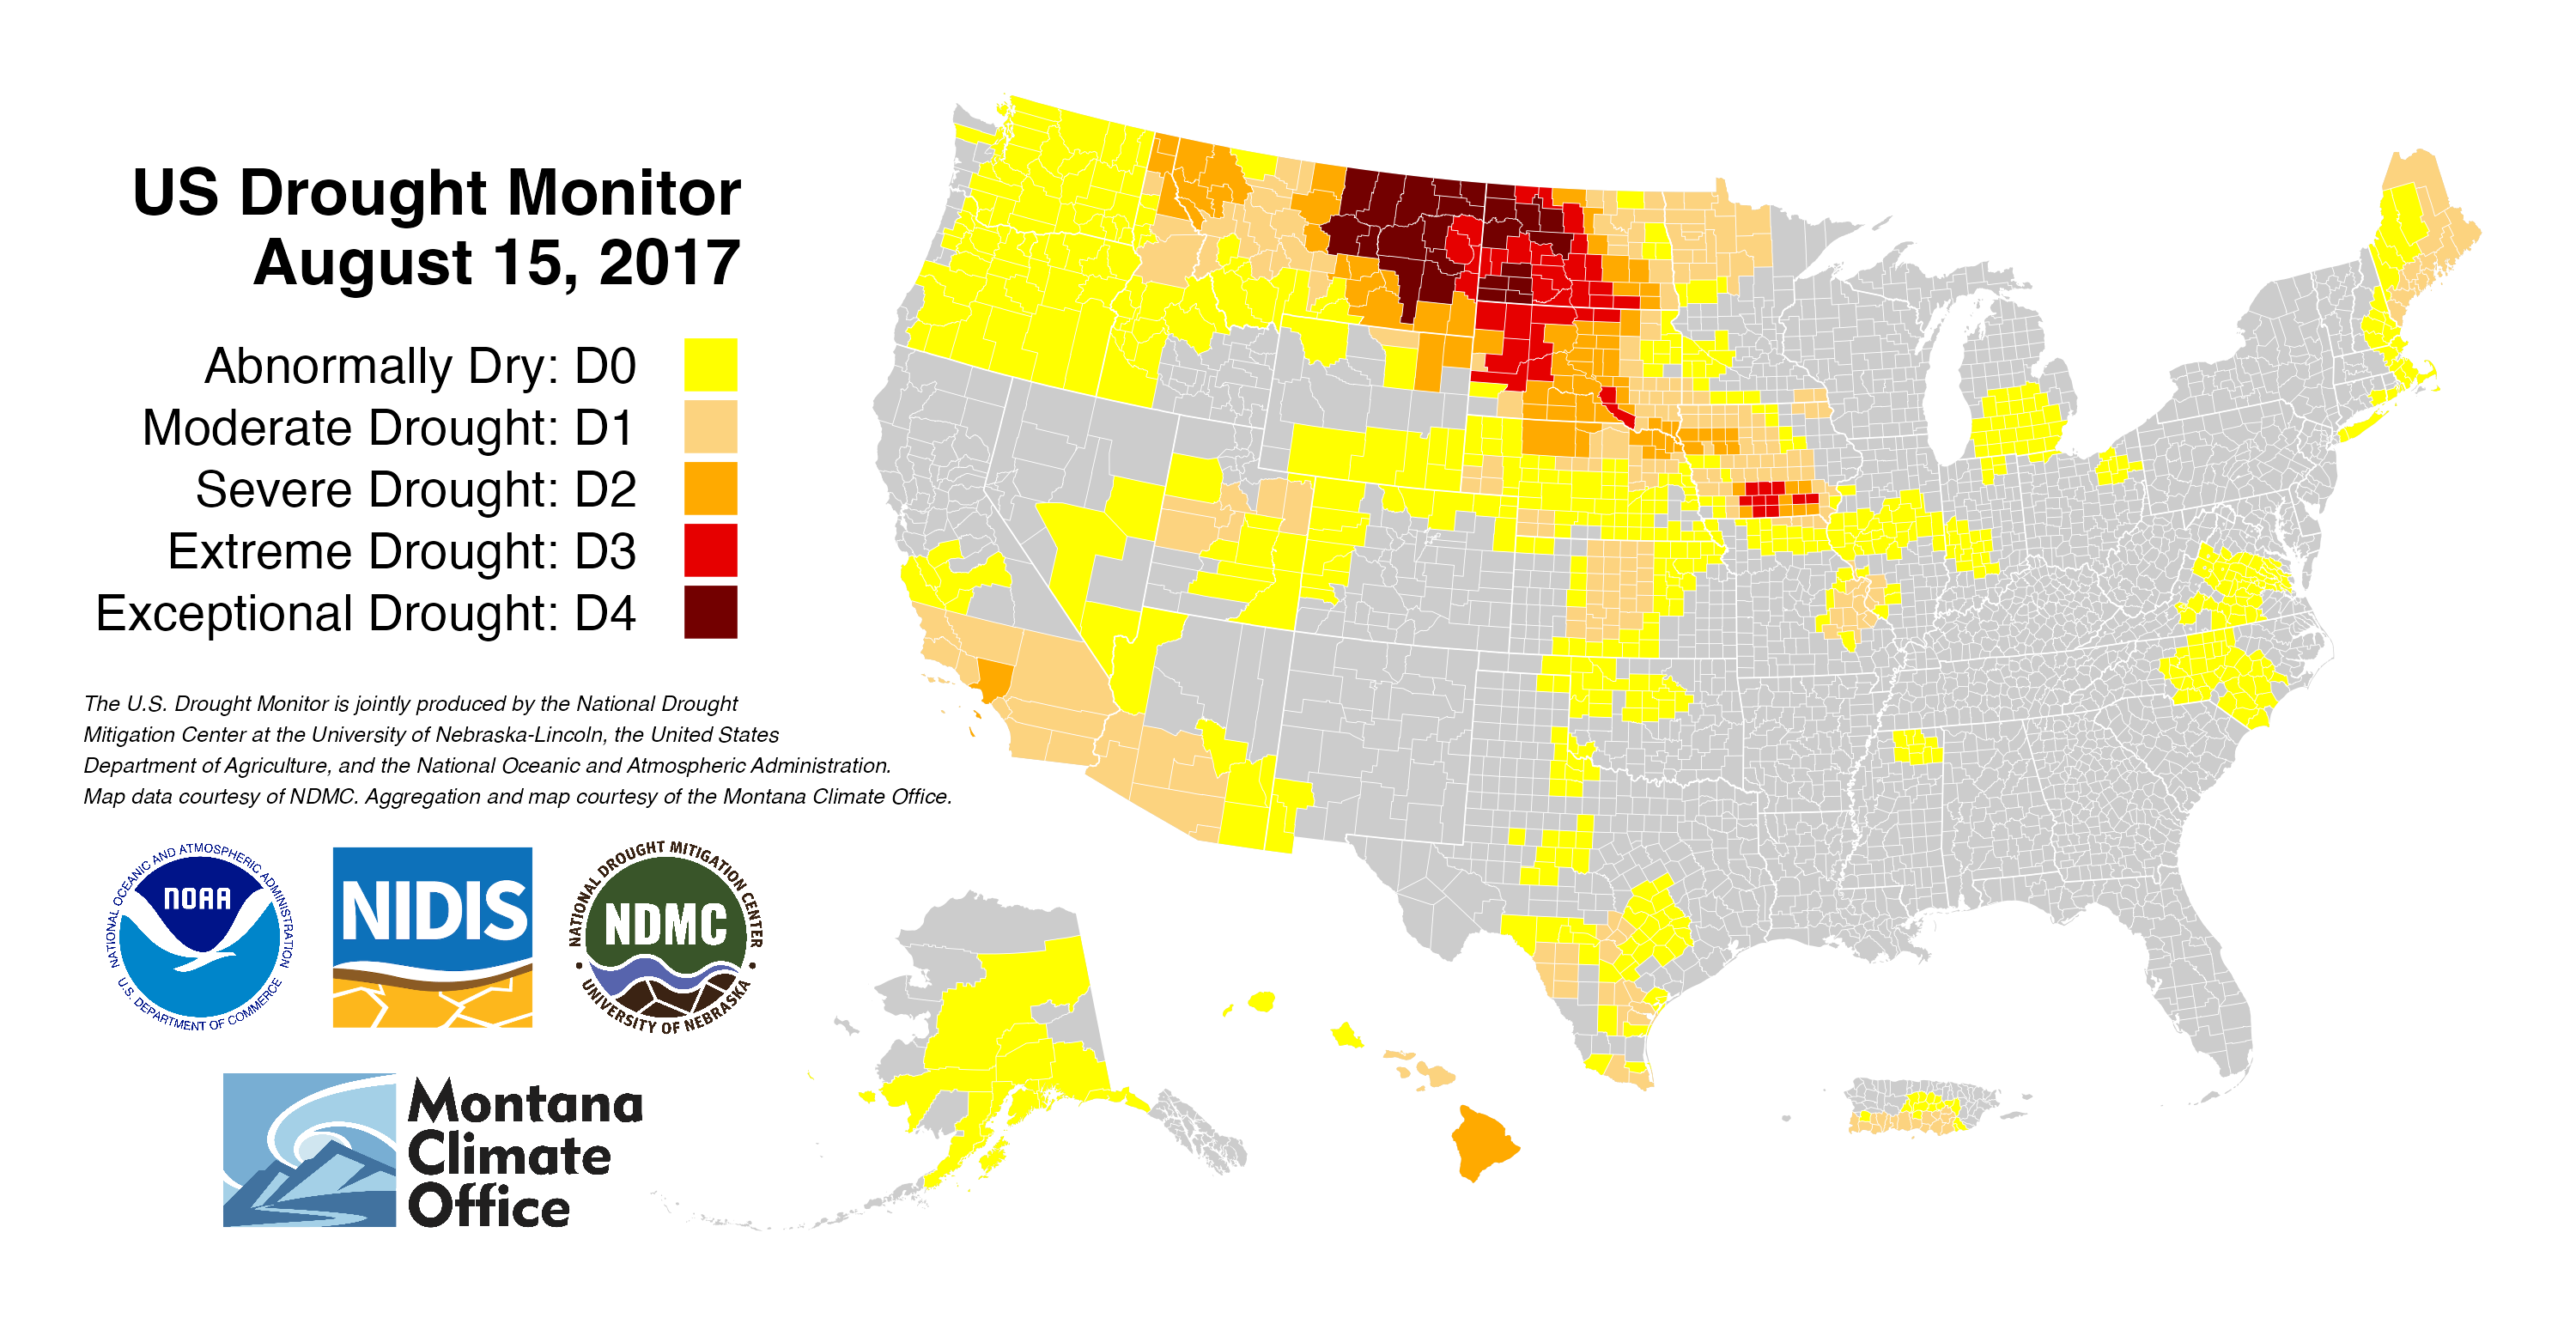 US Drought Monitor
August 15, 2017
Abnormally Dry: D0
Moderate Drought: D1
Severe Drought: D2
Extreme Drought: D3
Exceptional Drought: D4
The U.S. Drought Monitor is jointly produced by the National Drought
Mitigation Center at the University of Nebraska-Lincoln, the United States
Department of Agriculture, and the National Oceanic and Atmospheric Administration.
Map data courtesy of NDMC. Aggregation and map courtesy of the Montana Climate Office.
NATIONAL OCEANIC AND ATMOSPHERIC ADMINISTRATION
NOAA
U.S. DEPARTMENT OF COMMERCE
NIDIS
NATIONAL DROUGHT MITIGATION CENTER
NDMC
• UNIVERSITY OF NEBRASKA •
Montana
Climate
Office